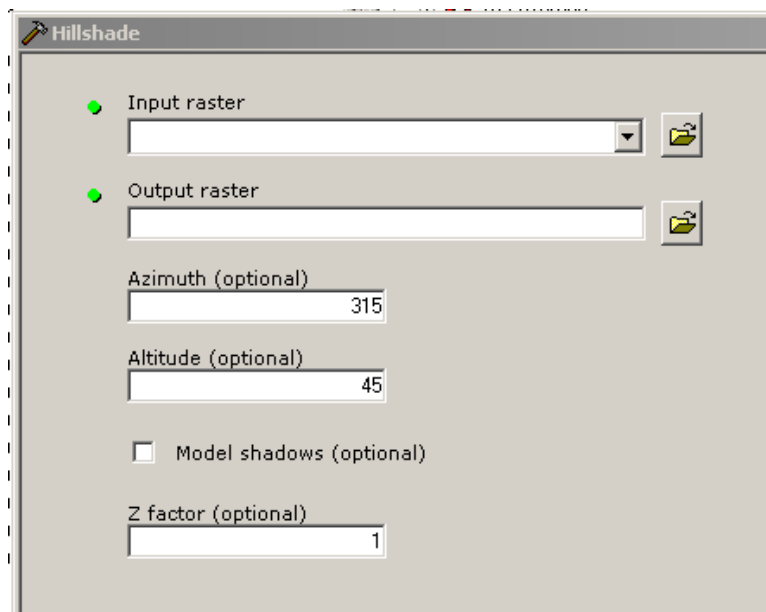 Hillshade
Input raster
Output raster
Azimuth (optional)
315
Altitude (optional)
45
Model shadows (optional)
Z factor (optional)
1